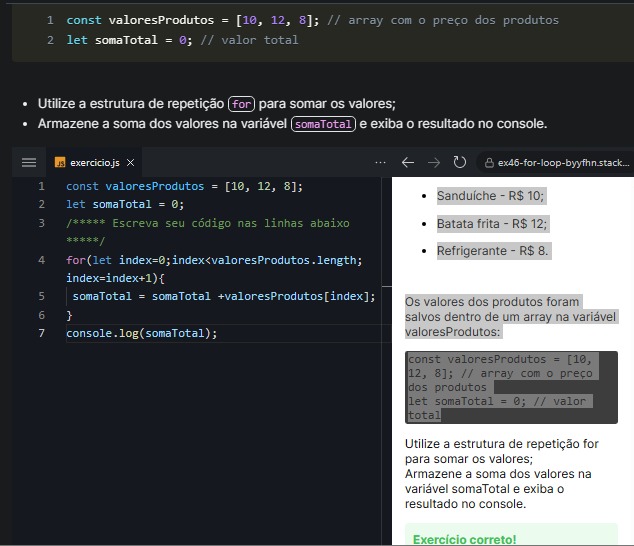 1 const valoresProdutos = [10, 12, 8]; // array com o preço dos produtos
2 let somaTotal = 0; // valor total
• Utilize a estrutura de repetição for para somar os valores;
• Armazene a soma dos valores na variável somaTotal e exiba o resultado no console.
JS exercicio.js ×
1 const valoresProdutos = [10, 12, 8];
2 let somaTotal = 0;
3 /***** Escreva seu código nas linhas abaixo
*****/
4 for(let index=0;index<valoresProdutos.length;
index=index+1){
5 somaTotal = somaTotal +valoresProdutos[index];
6 }
7 console.log(somaTotal);
··· ex46-for-loop-byyfhn.stack...
• Sanduíche - R$ 10;
• Batata frita - R$ 12;
• Refrigerante - R$ 8.
Os valores dos produtos foram
salvos dentro de um array na variável
valoresProdutos:
const valoresProdutos = [10,
12, 8]; // array com o preço
dos produtos
let somaTotal = 0; // valor
total
Utilize a estrutura de repetição for
para somar os valores;
Armazene a soma dos valores na
variável somaTotal e exiba o
resultado no console.
Exercício correto!